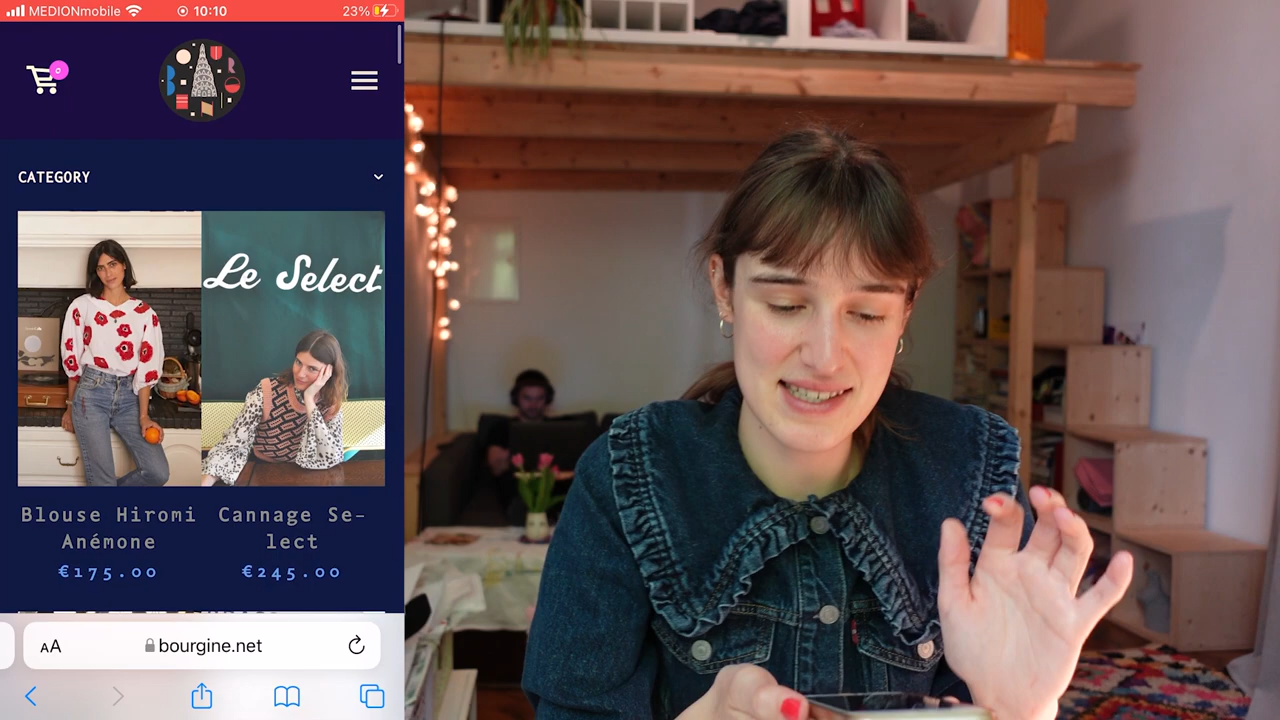 MEDIONmobile 10:10 23%
0
CATEGORY
Le Select
Blouse Hiromi
Anémone
€175.00
Cannage Se-
lect
€245.00
AA bourgine.net